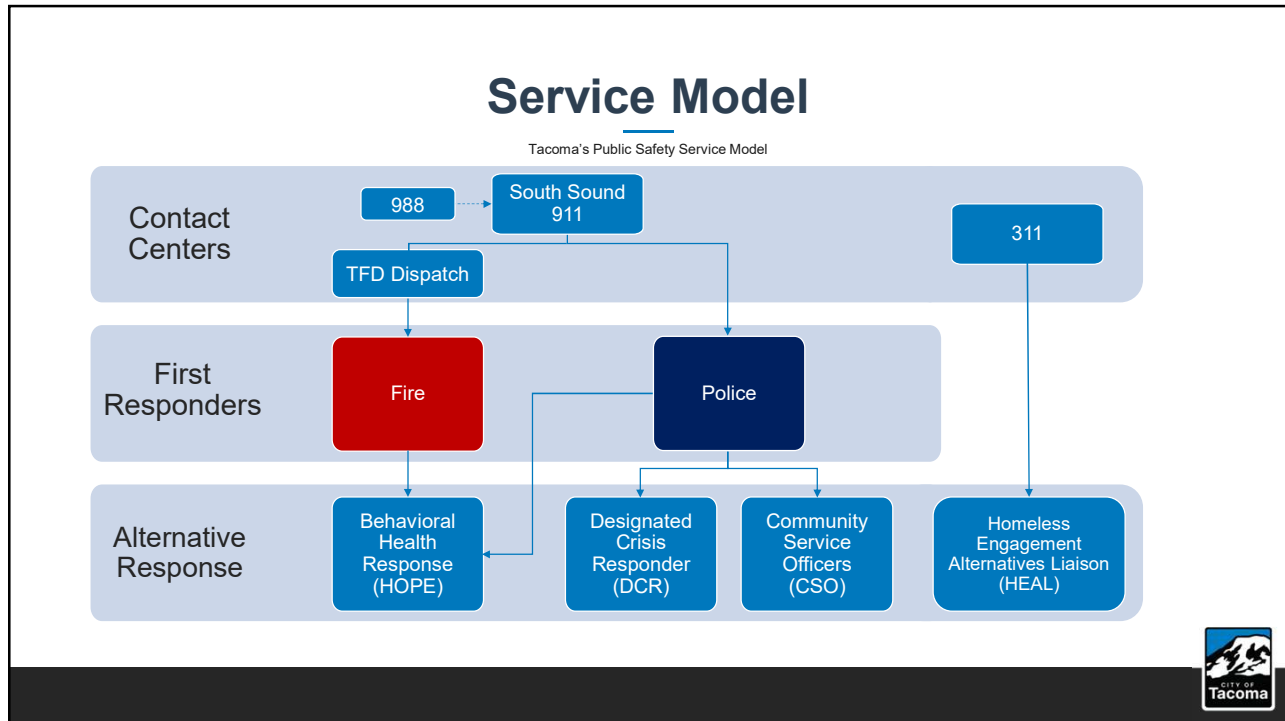 Service Model
Tacoma’s Public Safety Service Model
Contact
Centers
988
South Sound
911
311
TFD Dispatch
First
Responders
Fire
Police
Alternative
Response
Behavioral
Health
Response
(HOPE)
Designated
Crisis
Responder
(DCR)
Community
Service
Officers
(CSO)
Homeless
Engagement
Alternatives Liaison
(HEAL)
CITY OF
Tacoma